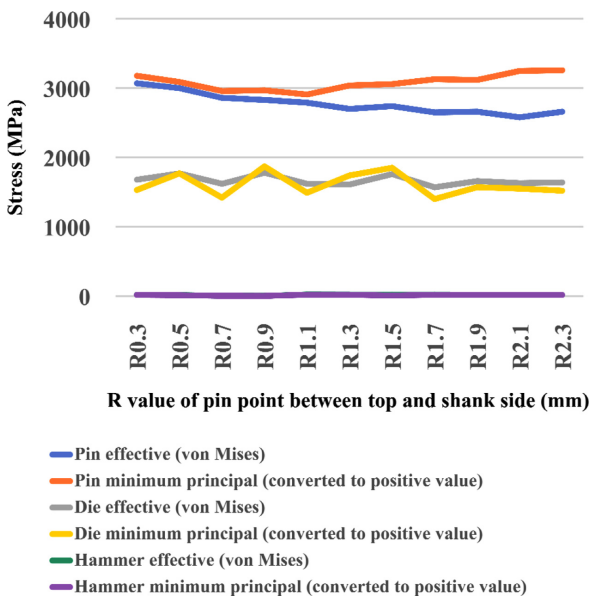 4000
3000
2000
1000
0
Stress (MPa)
R0.3
R0.5
R0.7
R0.9
R1.1
R1.3
R1.5
R1.7
R1.9
R2.1
R2.3
R value of pin point between top and shank side (mm)
Pin effective (von Mises)
Pin minimum principal (converted to positive value)
Die effective (von Mises)
Die minimum principal (converted to positive value)
Hammer effective (von Mises)
Hammer minimum principal (converted to positive value)